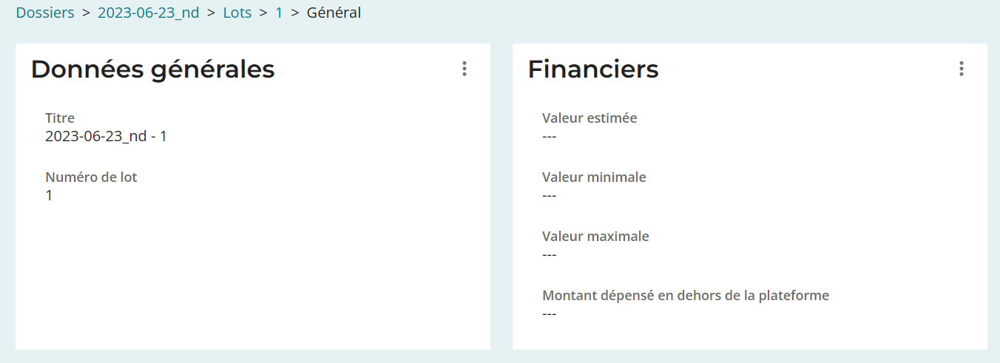 Dossiers > 2023-06-23_nd > Lots > 1 > Général
Données générales
Titre
2023-06-23_nd - 1
Numéro de lot
1
Financiers
Valeur estimée
---
Valeur minimale
---
Valeur maximale
---
Montant dépensé en dehors de la plateforme
---